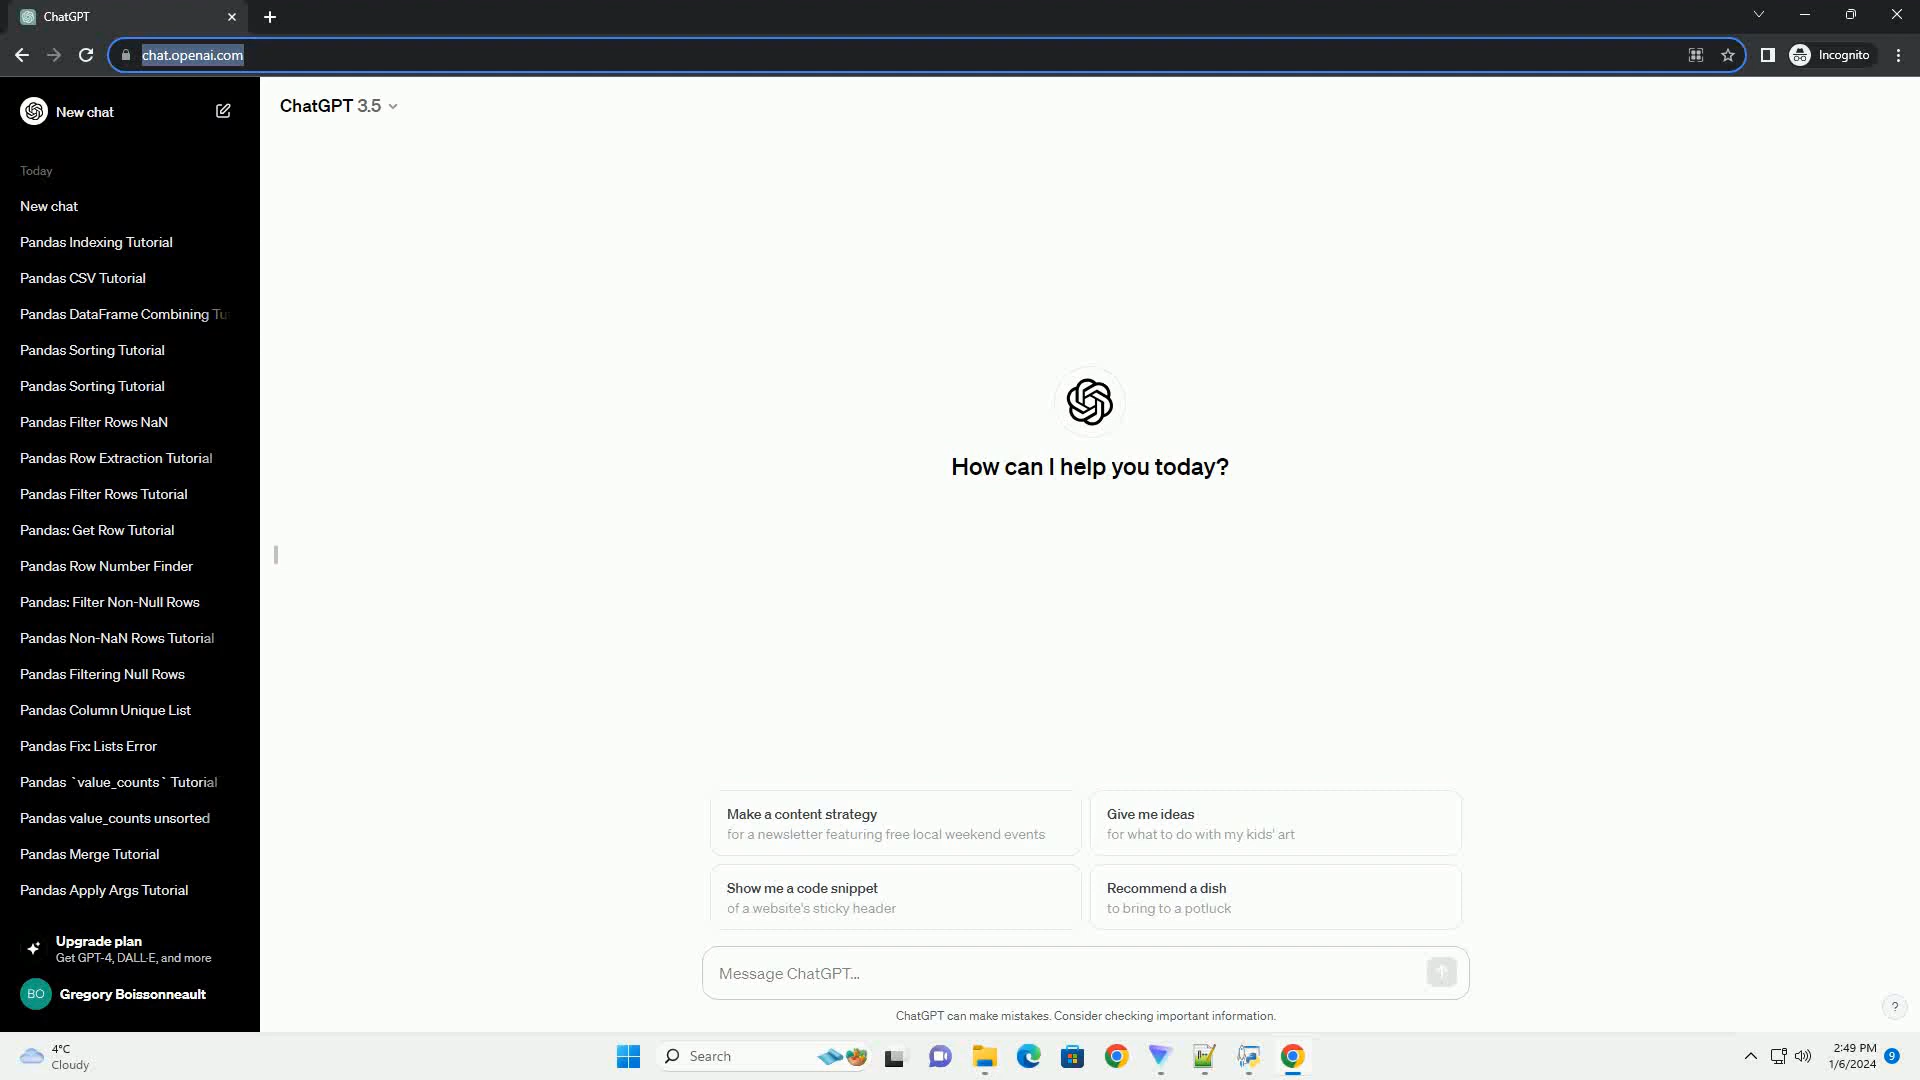 ChatGPT
chat.openai.com
Incognito
New chat
ChatGPT 3.5
Today
New chat
Pandas Indexing Tutorial
Pandas CSV Tutorial
Pandas DataFrame Combining Tu
Pandas Sorting Tutorial
Pandas Sorting Tutorial
Pandas Filter Rows NaN
Pandas Row Extraction Tutorial
Pandas Filter Rows Tutorial
Pandas: Get Row Tutorial
Pandas Row Number Finder
Pandas: Filter Non-Null Rows
Pandas Non-NaN Rows Tutorial
Pandas Filtering Null Rows
Pandas Column Unique List
Pandas Fix: Lists Error
Pandas `value_counts` Tutorial
Pandas value_counts unsorted
Pandas Merge Tutorial
Pandas Apply Args Tutorial
Upgrade plan
Get GPT-4, DALL·E, and more
BO
Gregory Boissonneault
How can I help you today?
Make a content strategy
for a newsletter featuring free local weekend events
Give me ideas
for what to do with my kids' art
Show me a code snippet
of a website's sticky header
Recommend a dish
to bring to a potluck
Message ChatGPT...
ChatGPT can make mistakes. Consider checking important information.
?
4°C
Cloudy
Search
2:49 PM
1/6/2024
9